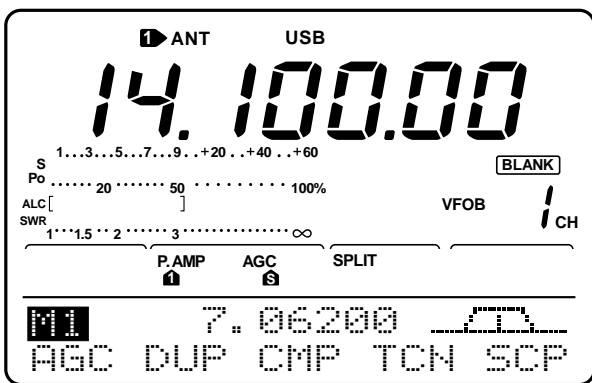 1 ANT USB
14.100.00
1...3...5...7...9..+20..+40..+60
S
BLANK
Po ...... 20 ....... 50 ......... 100%
ALC [ ]
VFOB 1 CH
SWR
1...1.5..2......3.............∞
P.AMP AGC SPLIT
1 S
M1 7.06200
AGC DUP CMP TCN SCP